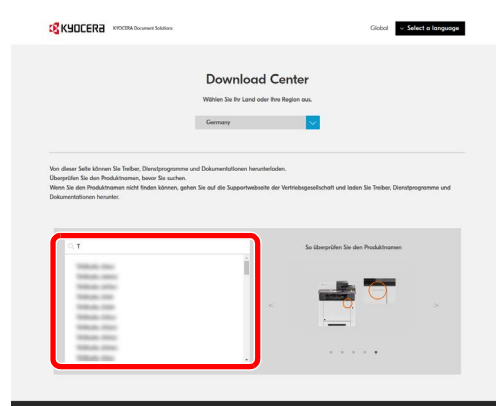 KYOCERA KYOCERA Document Solutions Global Select a language
Download Center
Wählen Sie Ihr Land oder Ihre Region aus.
Germany
Von dieser Seite können Sie Treiber, Dienstprogramme und Dokumentationen herunterladen.
Überprüfen Sie den Produktnamen, bevor Sie suchen.
Wenn Sie den Produktnamen nicht finden können, gehen Sie auf die Supportwebseite der Vertriebsgesellschaft und laden Sie Treiber, Dienstprogramme und
Dokumentationen herunter.
T
So überprüfen Sie den Produktnamen